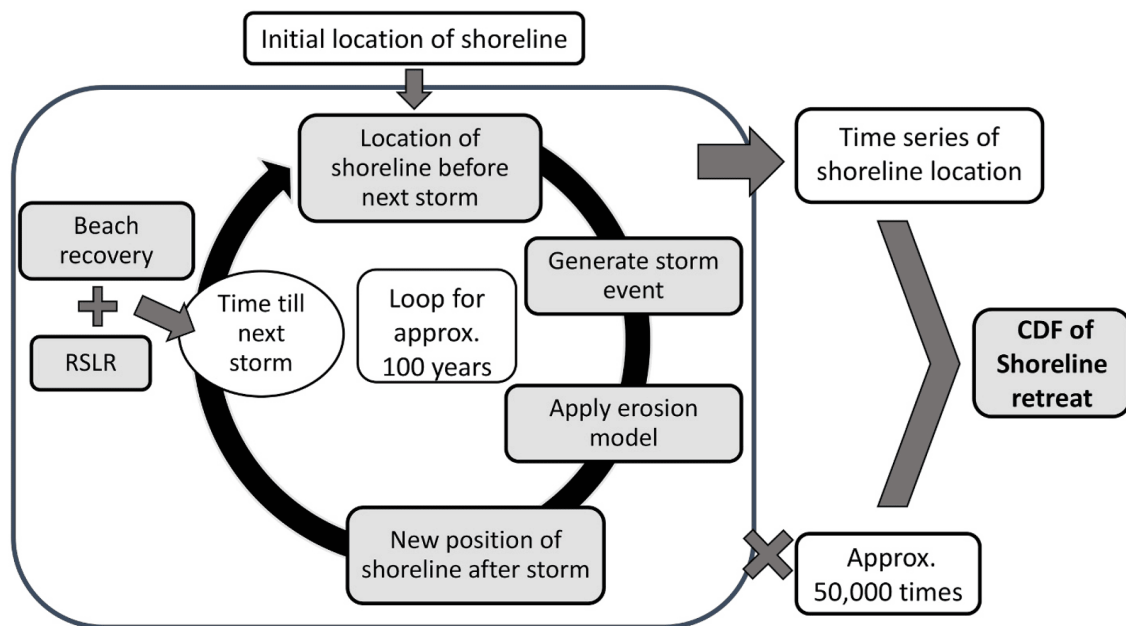 Initial location of shoreline
Location of
shoreline before
next storm
Time series of
shoreline location
Beach
recovery
RSLR
Time till
next
storm
Loop for
approx.
100 years
Generate storm
event
Apply erosion
model
New position of
shoreline after storm
CDF of
Shoreline
retreat
Approx.
50,000 times